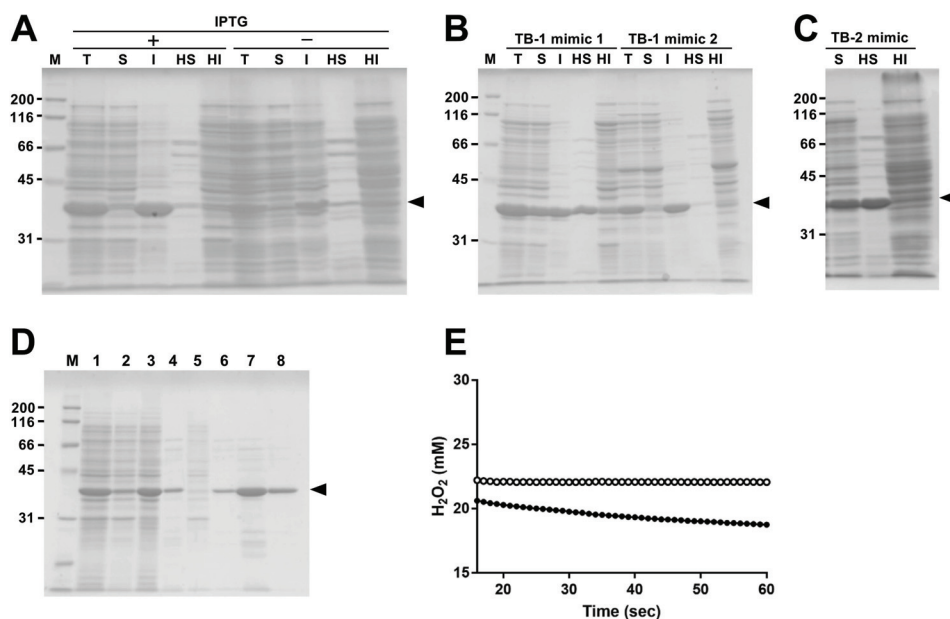 A
IPTG
+ −
M T S I HS HI T S I HS HI
200
116
66
45
31
B
TB-1 mimic 1 TB-1 mimic 2
M T S I HS HI T S I HS HI
200
116
66
45
31
C
TB-2 mimic
S HS HI
200
116
66
45
31
D
M 1 2 3 4 5 6 7 8
200
116
66
45
31
E
30
25
20
15
H₂O₂ (mM)
20 30 40 50 60
Time (sec)